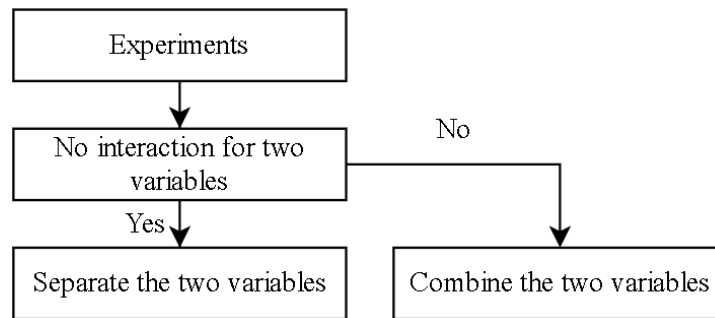 Experiments
No
No interaction for two
variables
Yes
Separate the two variables
Combine the two variables